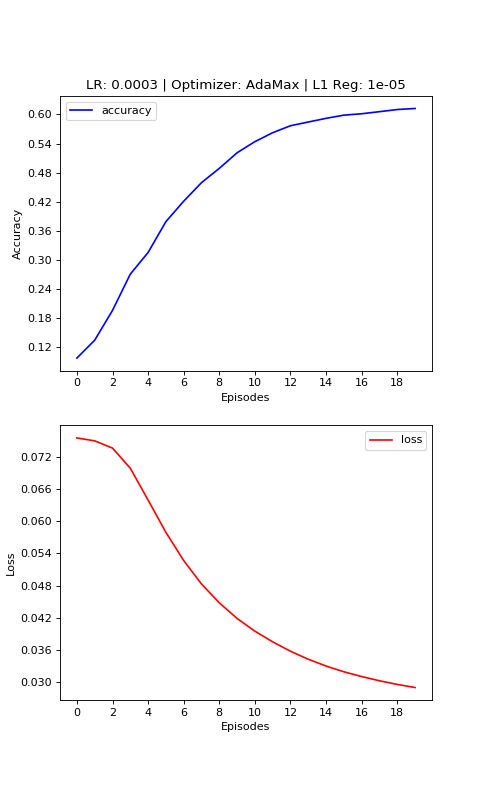 LR: 0.0003 | Optimizer: AdaMax | L1 Reg: 1e-05
accuracy
0.60
0.54
0.48
0.42
0.36
0.30
0.24
0.18
0.12
Accuracy
0 2 4 6 8 10 12 14 16 18
Episodes
loss
0.072
0.066
0.060
0.054
0.048
0.042
0.036
0.030
Loss
0 2 4 6 8 10 12 14 16 18
Episodes